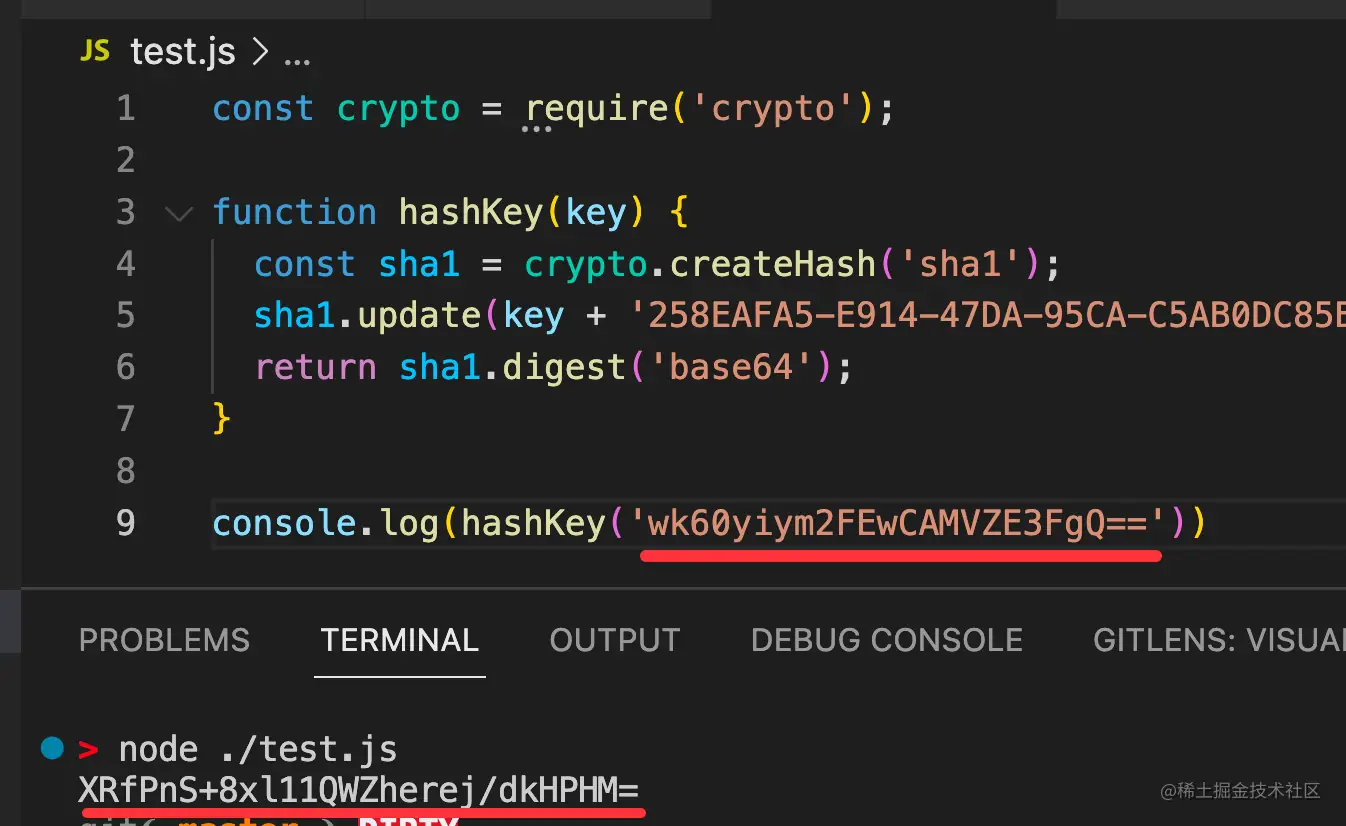 JS test.js > ...
1 const crypto = require('crypto');
2
3 function hashKey(key) {
4 const sha1 = crypto.createHash('sha1');
5 sha1.update(key + '258EAFA5-E914-47DA-95CA-C5AB0DC85B
6 return sha1.digest('base64');
7 }
8
9 console.log(hashKey('wk60yiym2FEwCAMVZE3FgQ=='))
PROBLEMS TERMINAL OUTPUT DEBUG CONSOLE GITLENS: VISUAL
> node ./test.js
XRfPnS+8xl11QWZherej/dkHPHM=
git( master ) DIRTY
@稀土掘金技术社区